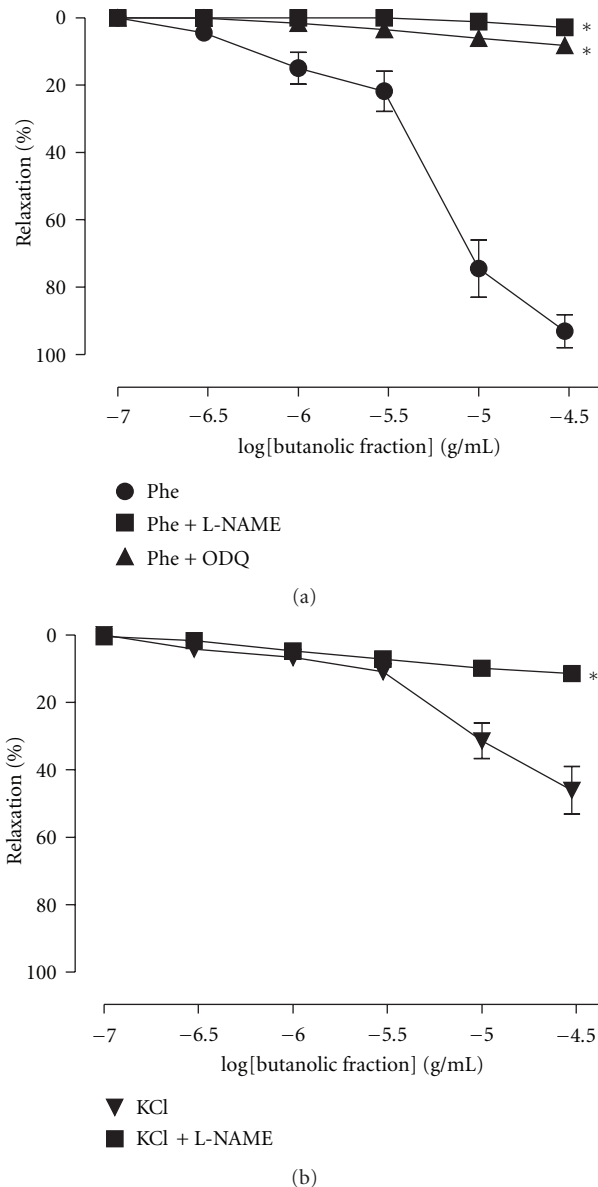 0
20
40
60
80
100
Relaxation (%)
*
*
−7 −6.5 −6 −5.5 −5 −4.5
log[butanolic fraction] (g/mL)
Phe
Phe + L-NAME
Phe + ODQ
(a)
0
20
40
60
80
100
Relaxation (%)
*
−7 −6.5 −6 −5.5 −5 −4.5
log[butanolic fraction] (g/mL)
KCl
KCl + L-NAME
(b)